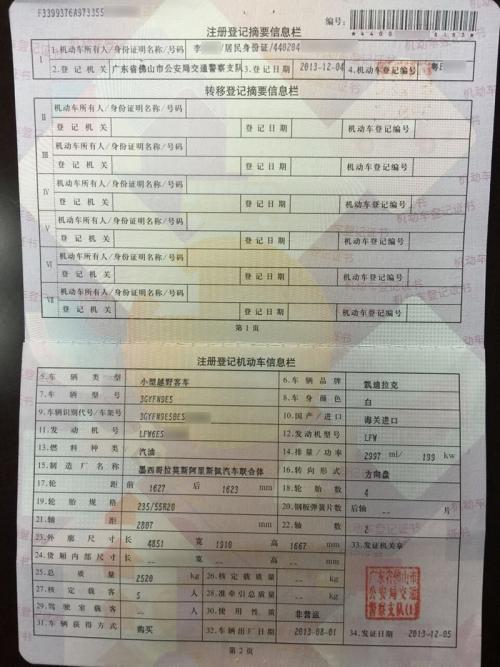 F3399376A973355
编号:
注册登记摘要信息栏
I 1.机动车所有人/身份证明名称/号码 李 /居民身份证/440204
2.登记机关 广东省佛山市公安局交通警察支队 3.登记日期 2013-12-04 4.机动车登记编号 粤E
转移登记摘要信息栏
II 机动车所有人/身份证明名称/号码
登记机关 登记日期 机动车登记编号
III 机动车所有人/身份证明名称/号码
登记机关 登记日期 机动车登记编号
IV 机动车所有人/身份证明名称/号码
登记机关 登记日期 机动车登记编号
V 机动车所有人/身份证明名称/号码
登记机关 登记日期 机动车登记编号
VI 机动车所有人/身份证明名称/号码
登记机关 登记日期 机动车登记编号
VII 机动车所有人/身份证明名称/号码
登记机关 登记日期 机动车登记编号
第1页
注册登记机动车信息栏
5.车辆类型 小型越野客车 6.车辆品牌 凯迪拉克
7.车辆型号 3GYFN9E5 8.车身颜色 白
9.车辆识别代号/车架号 3GYFN9E5BES 10.国产/进口 海关进口
11.发动机号 LFW6ES 12.发动机型号 LFW
13.燃料种类 汽油 14.排量/功率 2997 ml/ 199 kw
15.制造厂名称 墨西哥拉莫斯阿里斯佩汽车联合体 16.转向形式 方向盘
17.轮距 前 1627 后 1623 mm 18.轮胎数 4
19.轮胎规格 235/55R20 20.钢板弹簧片数 后轴 -- 片
21.轴距 2807 mm 22.轴数 2
23.外廓尺寸 长 4851 宽 1910 高 1667 mm 33.发证机关章
24.货厢内部尺寸 长 -- 宽 -- 高 -- mm
25.总质量 2520 kg 26.核定载质量 -- kg
27.核定载客 5 人 28.准牵引总质量 -- kg
29.驾驶室载客 -- 人 30.使用性质 非营运
31.车辆获得方式 购买 32.车辆出厂日期 2013-08-01 34.发证日期 2013-12-05
广东省佛山市
公安局交通
警察支队(1)
第2页
机动车登记证书